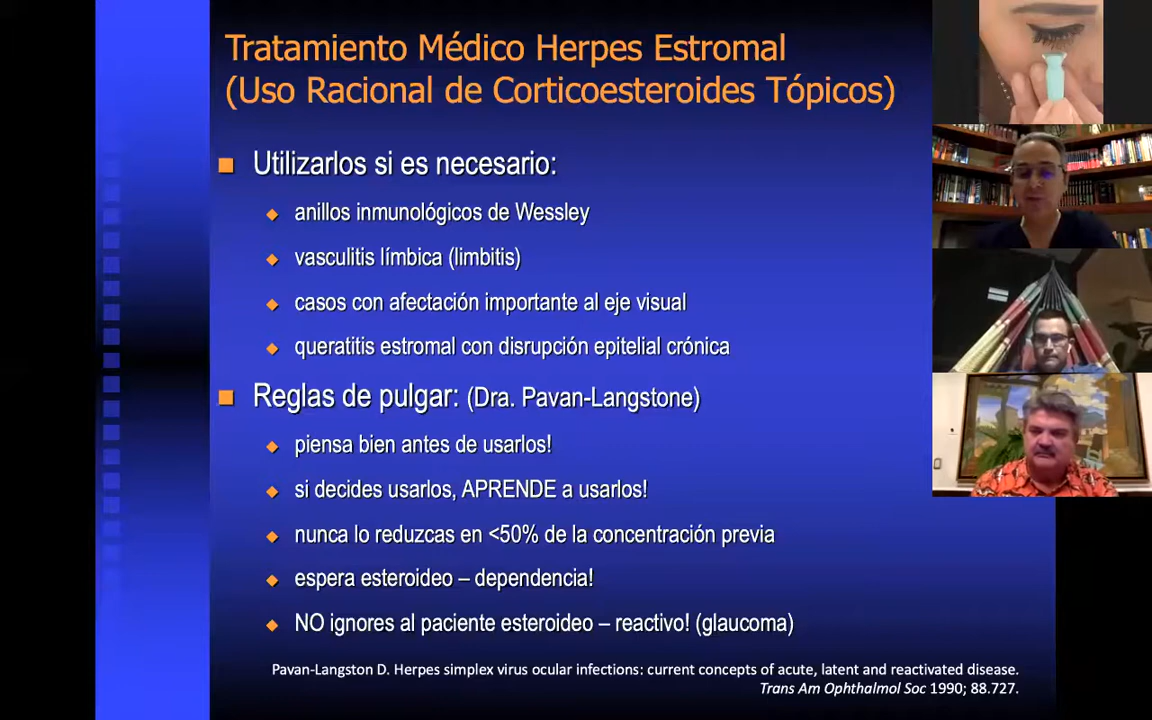 Tratamiento Médico Herpes Estromal
(Uso Racional de Corticoesteroides Tópicos)
Utilizarlos si es necesario:
anillos inmunológicos de Wessley
vasculitis límbica (limbitis)
casos con afectación importante al eje visual
queratitis estromal con disrupción epitelial crónica
Reglas de pulgar: (Dra. Pavan-Langstone)
piensa bien antes de usarlos!
si decides usarlos, APRENDE a usarlos!
nunca lo reduzcas en <50% de la concentración previa
espera esteroideo – dependencia!
NO ignores al paciente esteroideo – reactivo! (glaucoma)
Pavan-Langston D. Herpes simplex virus ocular infections: current concepts of acute, latent and reactivated disease.
Trans Am Ophthalmol Soc 1990; 88.727.